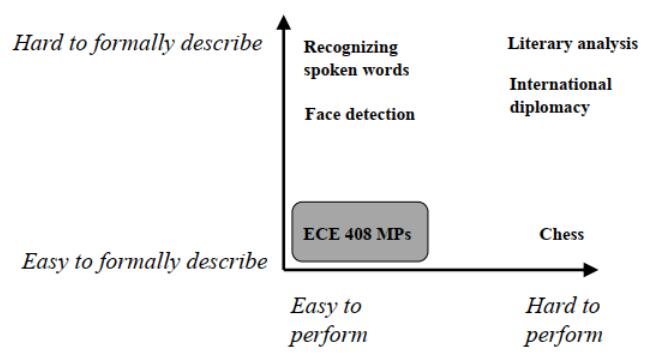 Hard to formally describe
Recognizing
spoken words
Literary analysis
International
diplomacy
Face detection
ECE 408 MPs
Chess
Easy to formally describe
Easy to
perform
Hard to
perform